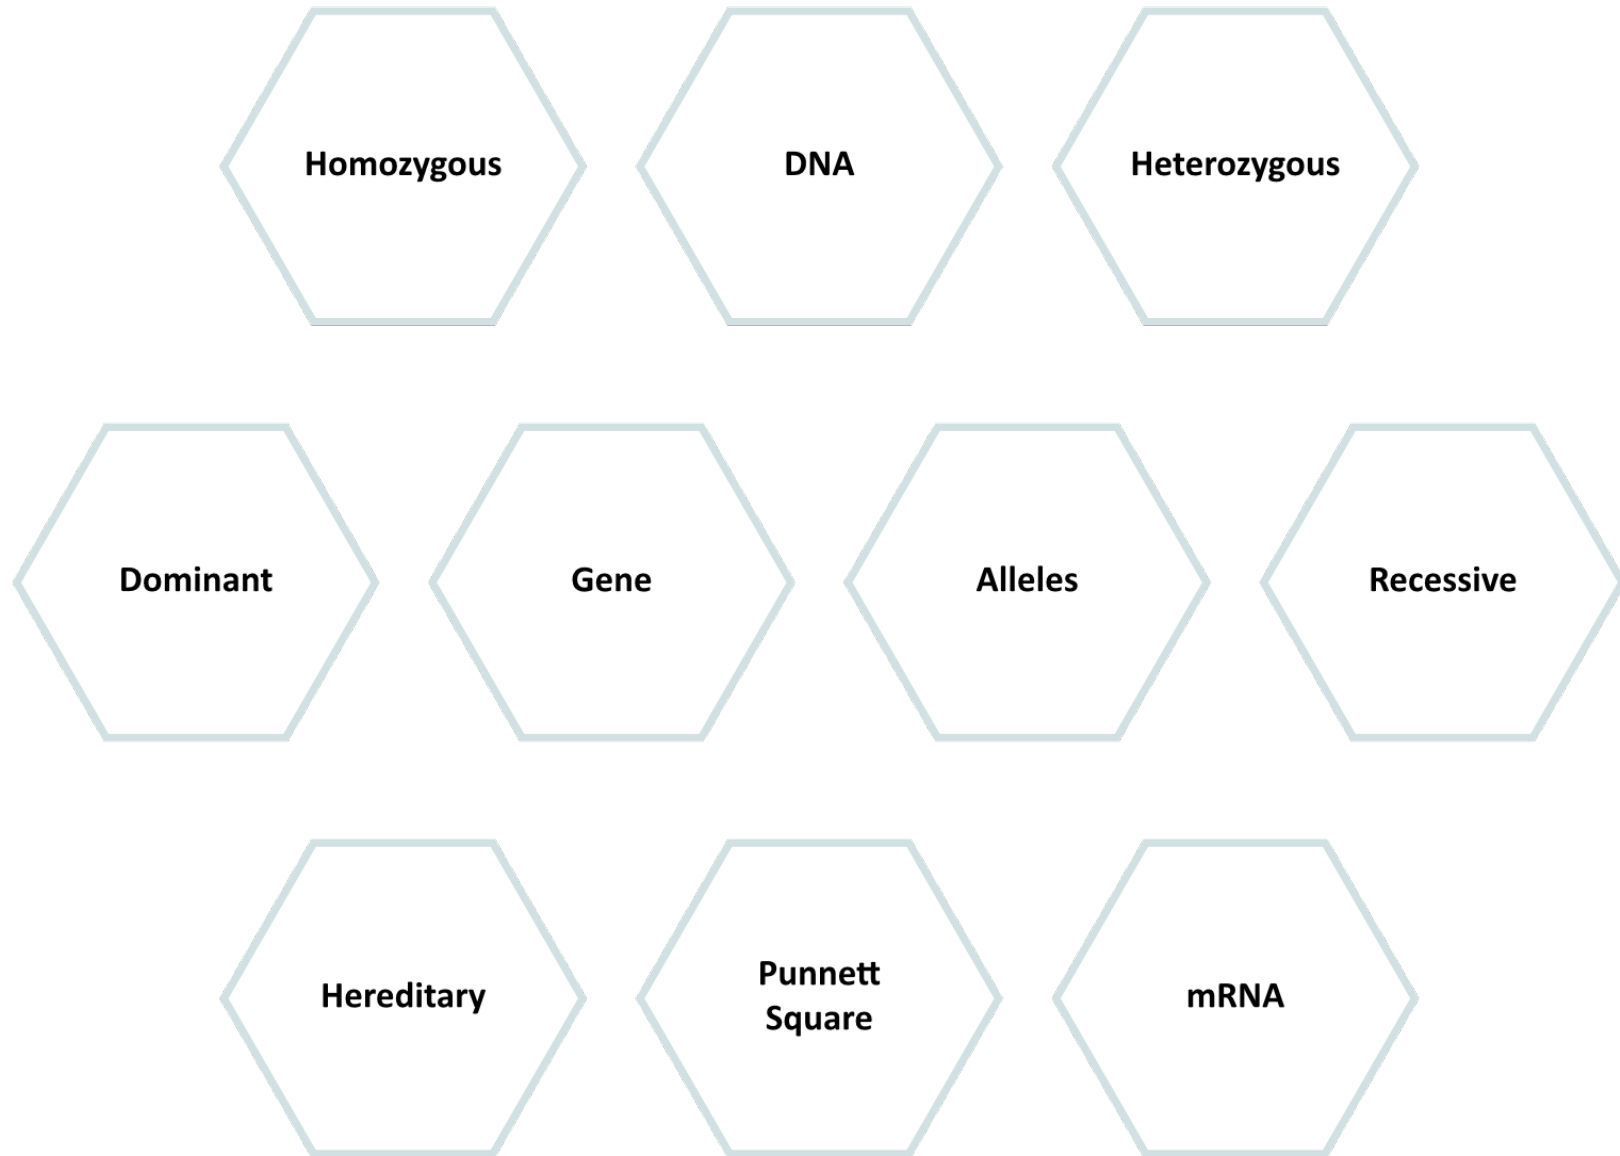 Homozygous
DNA
Heterozygous
Dominant
Gene
Alleles
Recessive
Hereditary
Punnett
Square
mRNA